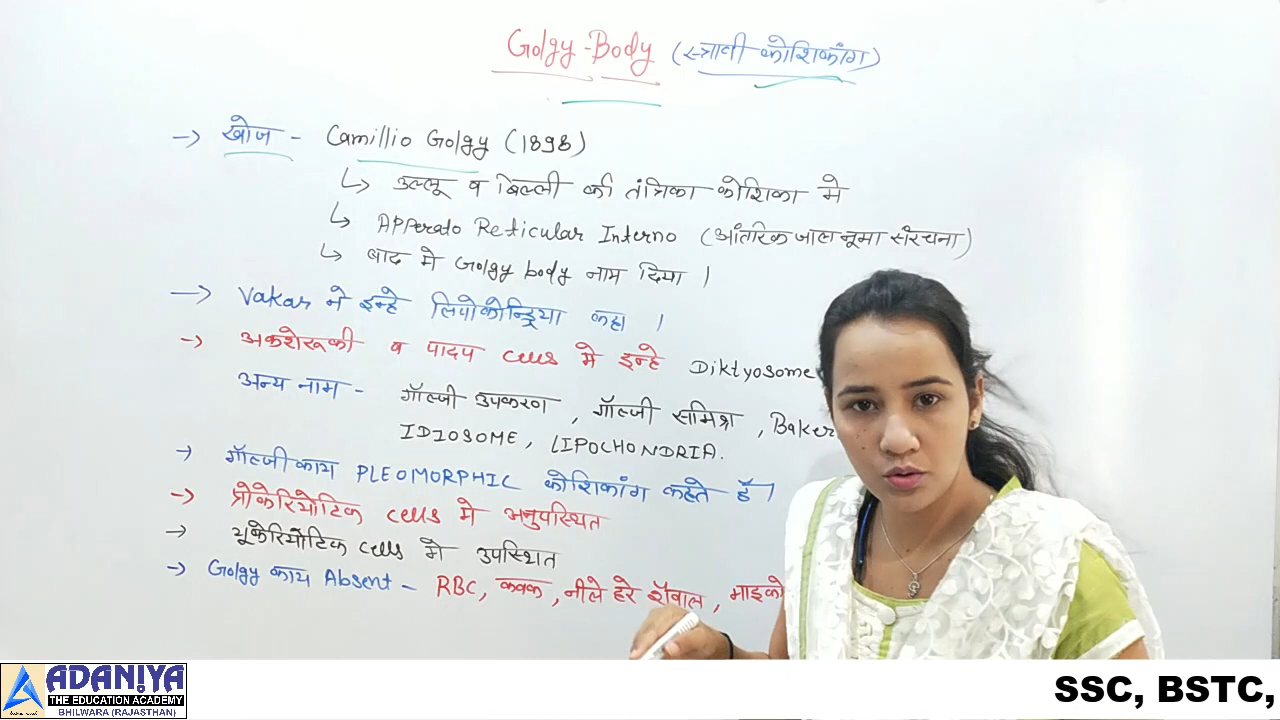 Golgy-Body (स्त्रावी कोशिकांग)
→ खोज - Camillio Golgy (1898)
↳ उल्लू व बिल्ली की तंत्रिका कोशिका मे
↳ APPerato Reticular Interno (आंतरिक जाल नूमा संरचना)
↳ बाद मे Golgy body नाम दिया ।
→ Vakar ने इन्हे लिपोकोन्ड्रिया कहा ।
→ अकशेरूकी व पादप cells मे इन्हे Diktyosome
अन्य नाम - गॉल्जी उपकरण , गॉल्जी समिश्र , Baker
IDIOSOME , LIPOCHONDRIA.
→ गॉल्जीकाय PLEOMORPHIC कोशिकांग कहते हैं ।
→ प्रोकेरियोटिक cells मे अनुपस्थित
→ यूकेरियोटिक cells मे उपस्थित
→ Golgy काय Absent - RBC, कवक , नीले हरे शैवाल , माइको
ADANIYA
THE EDUCATION ACADEMY
BHILWARA (RAJASTHAN)
SSC, BSTC,